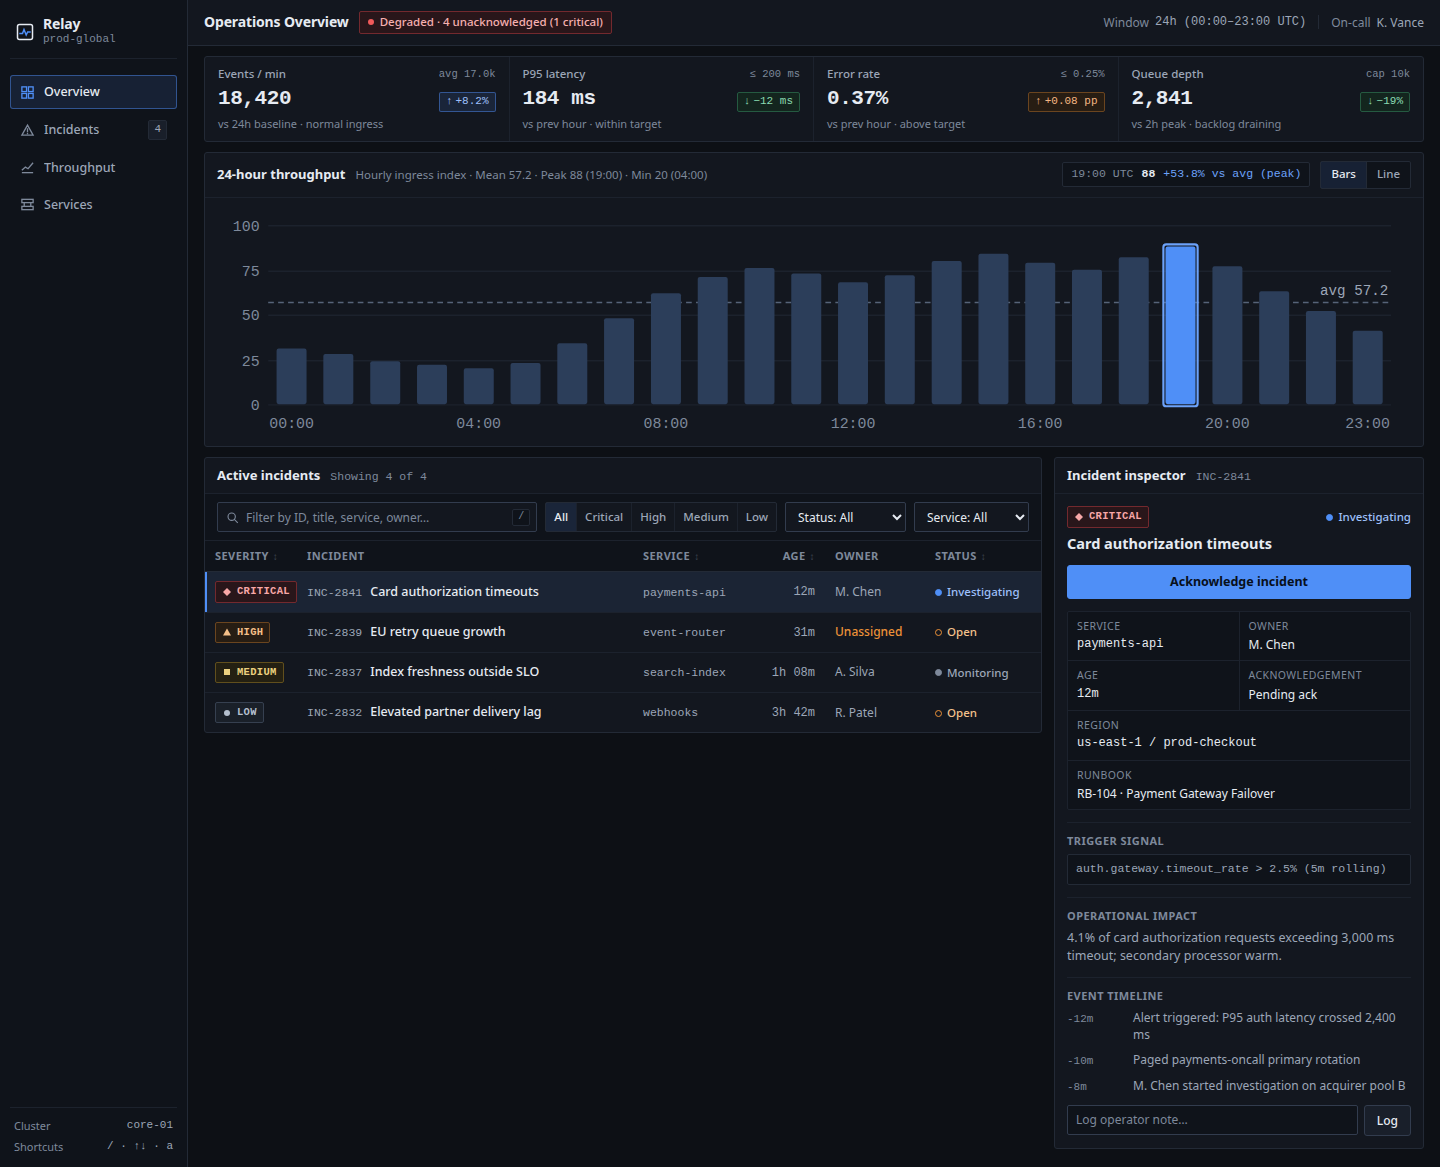 Relay
prod-global
Overview
Incidents 4
Throughput
Services
Cluster core-01
Shortcuts / · ↑↓ · a
Operations Overview
Degraded · 4 unacknowledged (1 critical)
Window 24h (00:00–23:00 UTC)
On-call K. Vance
Events / min avg 17.0k
18,420 ↑ +8.2%
vs 24h baseline · normal ingress
P95 latency ≤ 200 ms
184 ms ↓ −12 ms
vs prev hour · within target
Error rate ≤ 0.25%
0.37% ↑ +0.08 pp
vs prev hour · above target
Queue depth cap 10k
2,841 ↓ −19%
vs 2h peak · backlog draining
24-hour throughput Hourly ingress index · Mean 57.2 · Peak 88 (19:00) · Min 20 (04:00)
19:00 UTC 88 +53.8% vs avg (peak)
Bars Line
100
75
50
25
0
avg 57.2
00:00 04:00 08:00 12:00 16:00 20:00 23:00
Active incidents Showing 4 of 4
Filter by ID, title, service, owner... /
All Critical High Medium Low
Status: All
Service: All
SEVERITY ↕ INCIDENT SERVICE ↕ AGE ↕ OWNER STATUS ↕
CRITICAL INC-2841 Card authorization timeouts payments-api 12m M. Chen Investigating
HIGH INC-2839 EU retry queue growth event-router 31m Unassigned Open
MEDIUM INC-2837 Index freshness outside SLO search-index 1h 08m A. Silva Monitoring
LOW INC-2832 Elevated partner delivery lag webhooks 3h 42m R. Patel Open
Incident inspector INC-2841
CRITICAL Investigating
Card authorization timeouts
Acknowledge incident
SERVICE
payments-api
OWNER
M. Chen
AGE
12m
ACKNOWLEDGEMENT
Pending ack
REGION
us-east-1 / prod-checkout
RUNBOOK
RB-104 · Payment Gateway Failover
TRIGGER SIGNAL
auth.gateway.timeout_rate > 2.5% (5m rolling)
OPERATIONAL IMPACT
4.1% of card authorization requests exceeding 3,000 ms
timeout; secondary processor warm.
EVENT TIMELINE
-12m Alert triggered: P95 auth latency crossed 2,400
ms
-10m Paged payments-oncall primary rotation
-8m M. Chen started investigation on acquirer pool B
Log operator note... Log